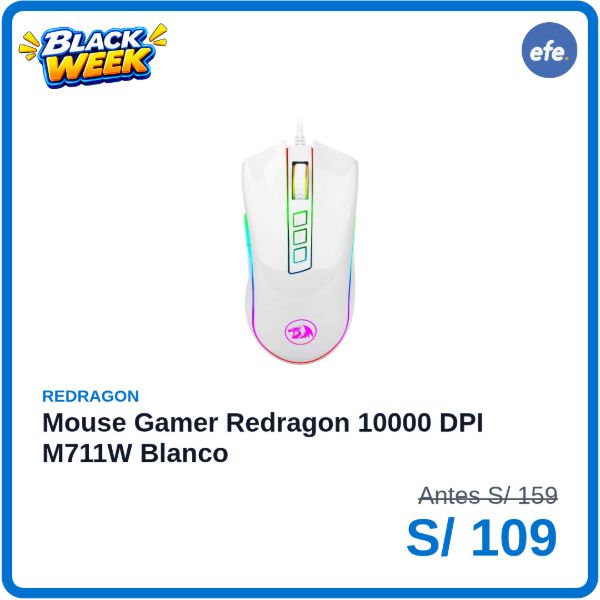 BLACK
WEEK
efe.
REDRAGON
Mouse Gamer Redragon 10000 DPI
M711W Blanco
Antes S/ 159
S/ 109